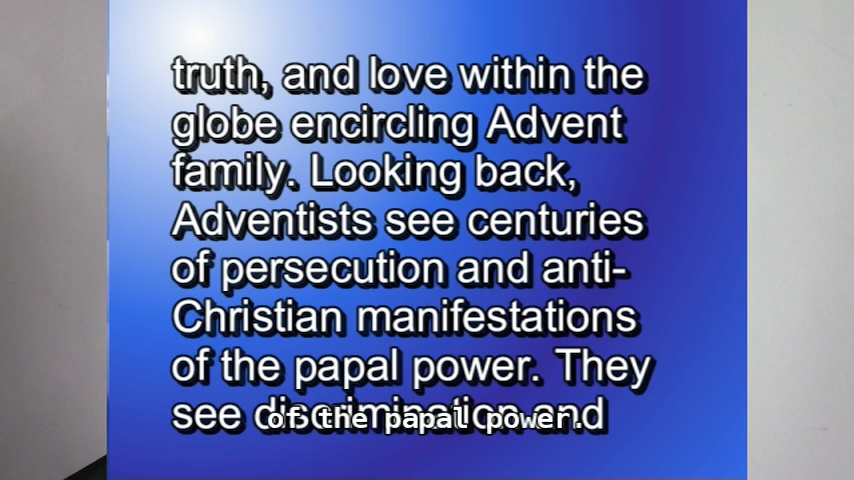 truth, and love within the
globe encircling Advent
family. Looking back,
Adventists see centuries
of persecution and anti-
Christian manifestations
of the papal power. They
see discrimination and
of the papal power.